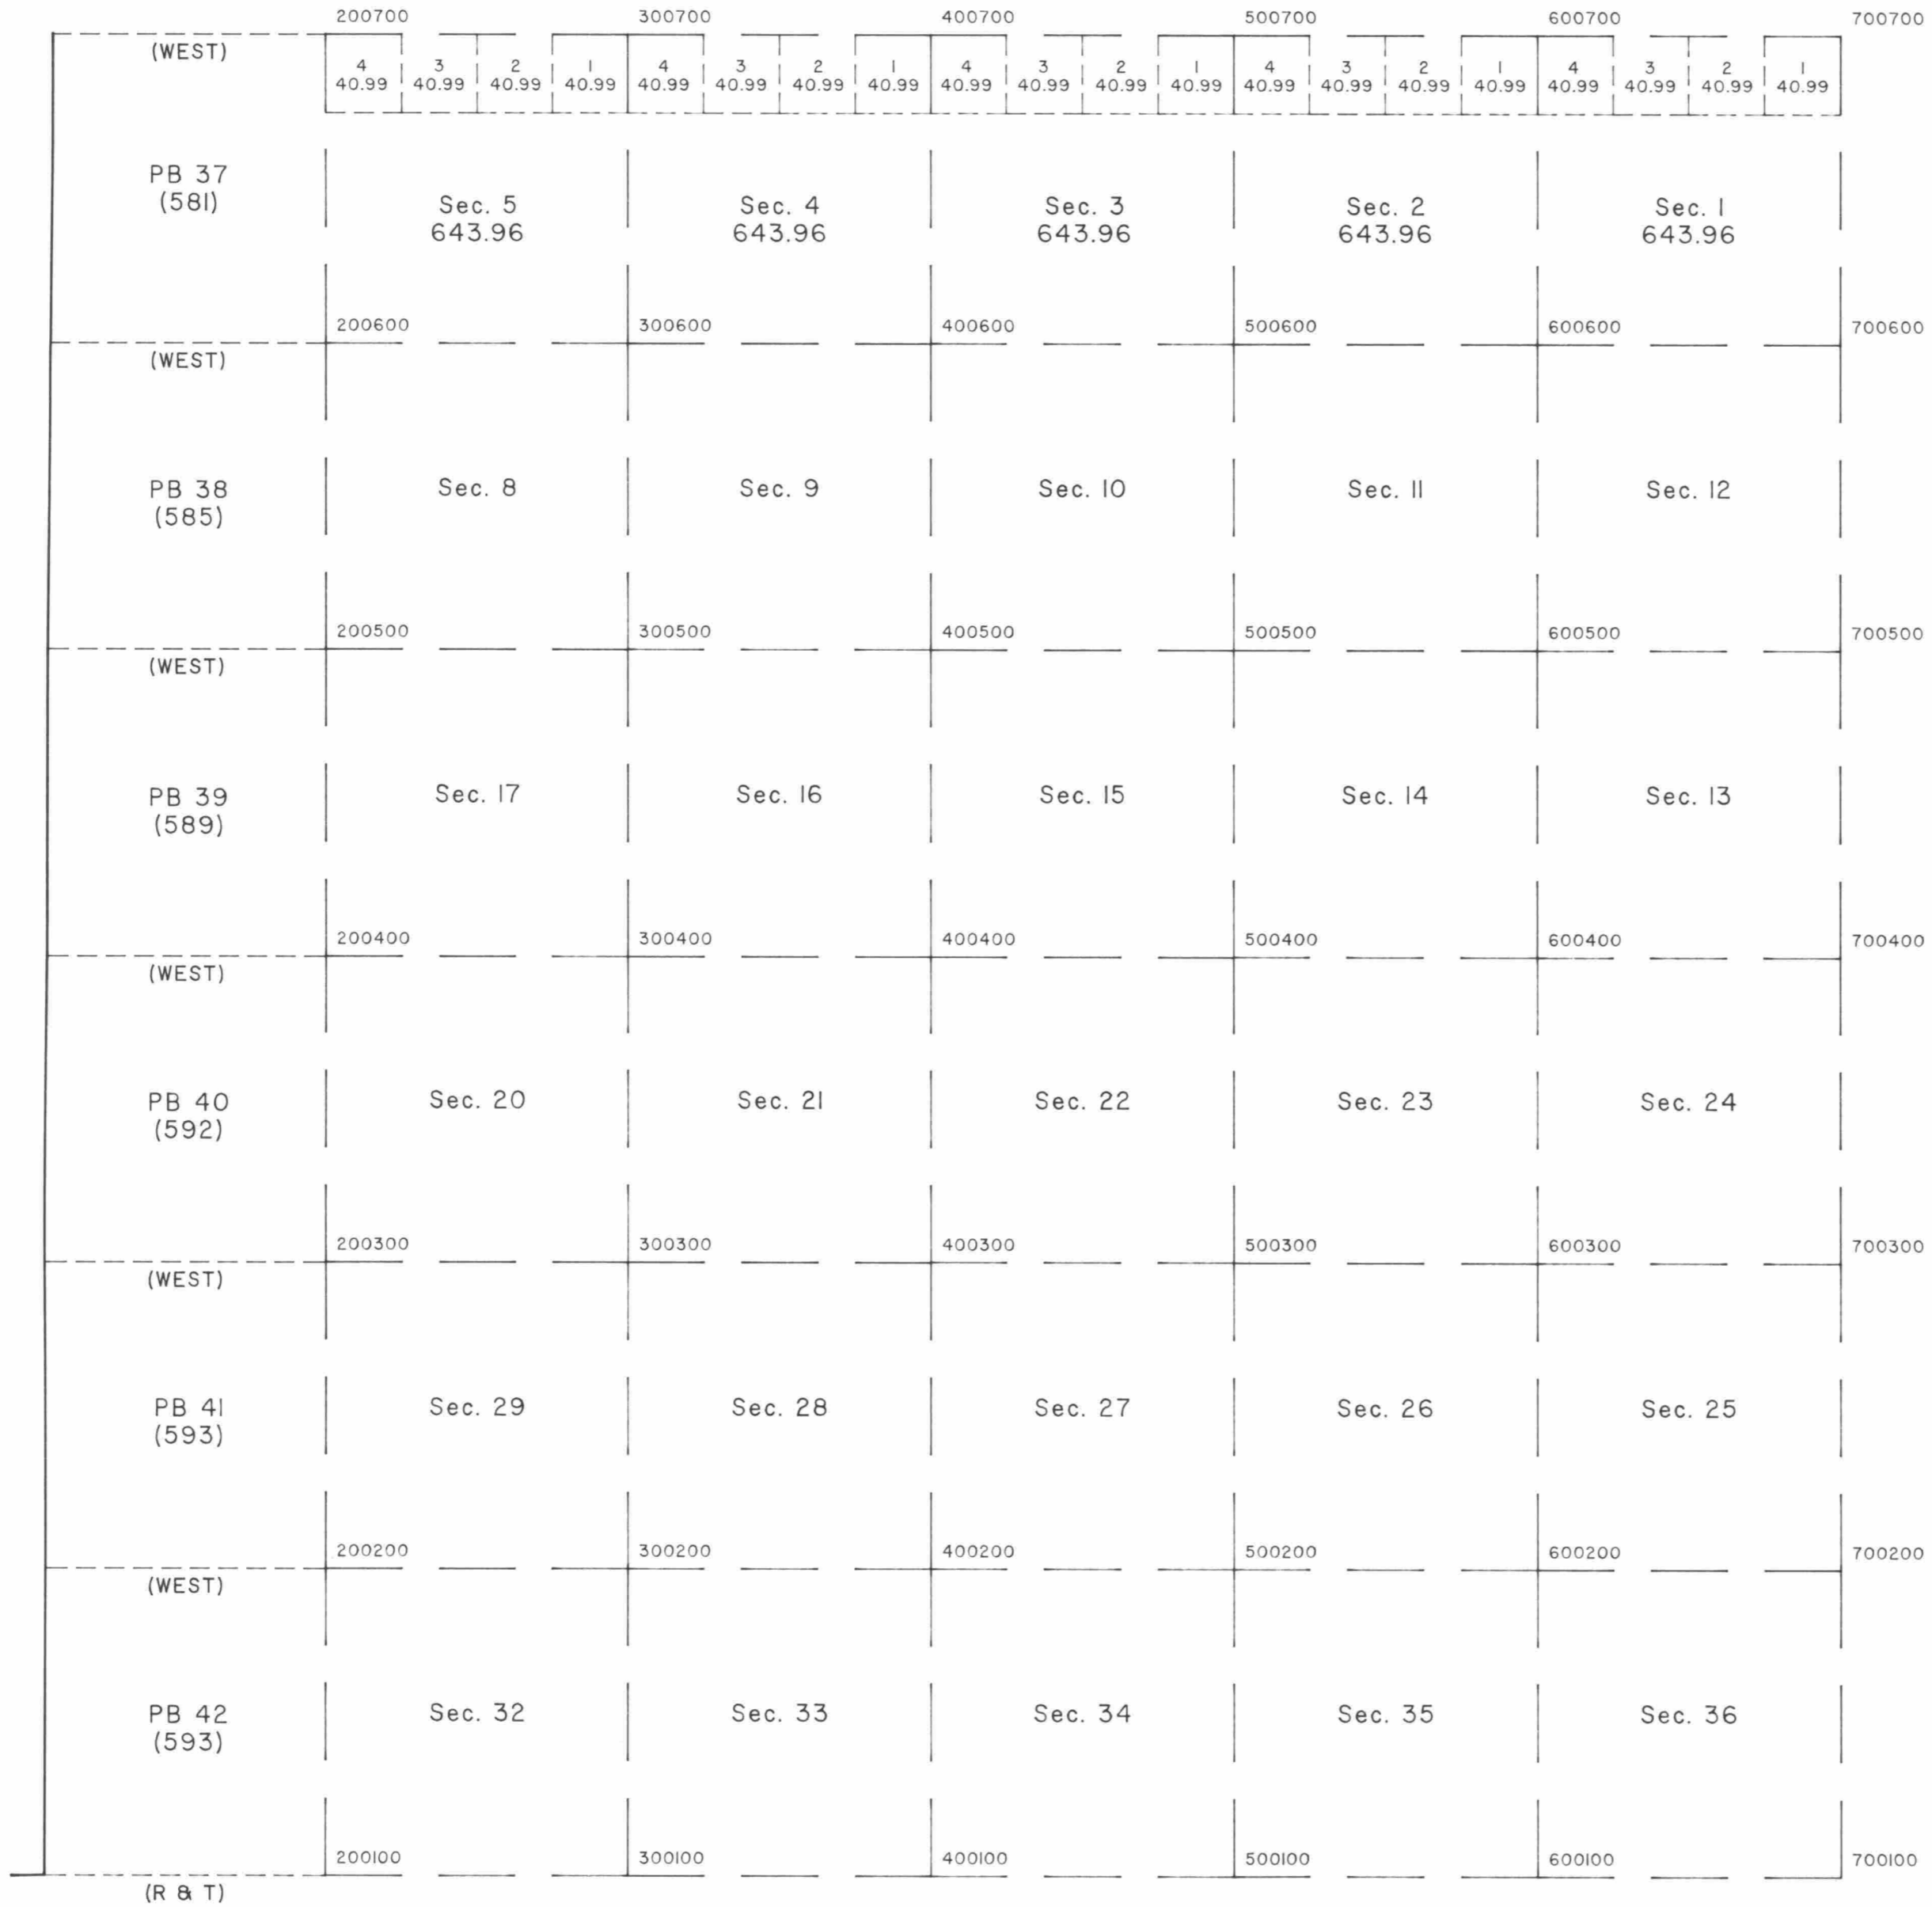 200700 300700 400700 500700 600700 700700
(WEST)
4 3 2 1 4 3 2 1 4 3 2 1 4 3 2 1 4 3 2 1
40.99 40.99 40.99 40.99 40.99 40.99 40.99 40.99 40.99 40.99 40.99 40.99 40.99 40.99 40.99 40.99 40.99 40.99 40.99 40.99
PB 37
(581)
Sec. 5 Sec. 4 Sec. 3 Sec. 2 Sec. 1
643.96 643.96 643.96 643.96 643.96
200600 300600 400600 500600 600600 700600
(WEST)
PB 38 Sec. 8 Sec. 9 Sec. 10 Sec. 11 Sec. 12
(585)
200500 300500 400500 500500 600500 700500
(WEST)
PB 39 Sec. 17 Sec. 16 Sec. 15 Sec. 14 Sec. 13
(589)
200400 300400 400400 500400 600400 700400
(WEST)
PB 40 Sec. 20 Sec. 21 Sec. 22 Sec. 23 Sec. 24
(592)
200300 300300 400300 500300 600300 700300
(WEST)
PB 41 Sec. 29 Sec. 28 Sec. 27 Sec. 26 Sec. 25
(593)
200200 300200 400200 500200 600200 700200
(WEST)
PB 42 Sec. 32 Sec. 33 Sec. 34 Sec. 35 Sec. 36
(593)
200100 300100 400100 500100 600100 700100
(R & T)